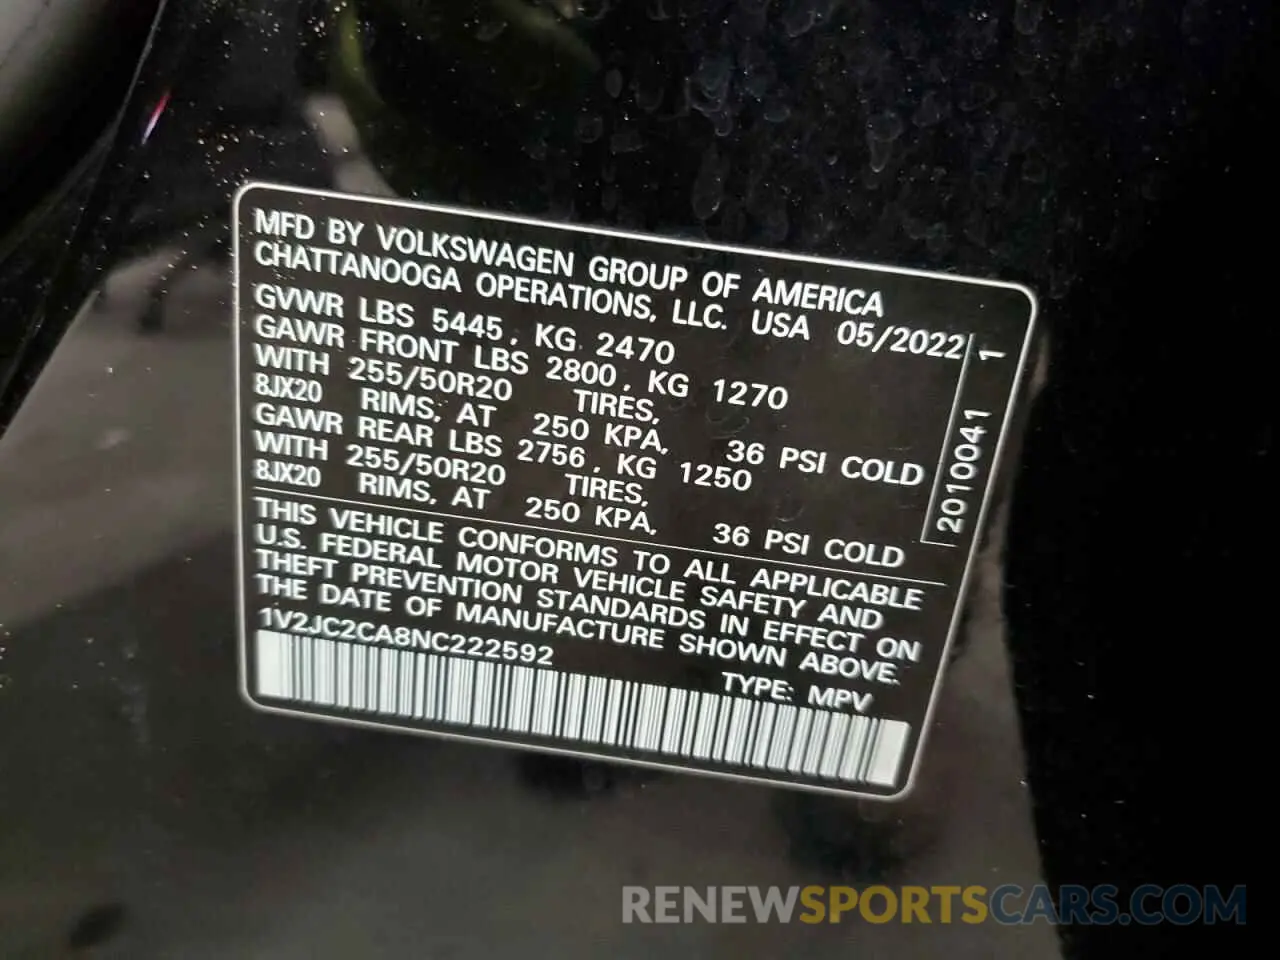 MFD BY VOLKSWAGEN GROUP OF AMERICA
CHATTANOOGA OPERATIONS, LLC. USA 05/2022
GVWR LBS 5445, KG 2470
GAWR FRONT LBS 2800, KG 1270
WITH 255/50R20 TIRES,
8JX20 RIMS, AT 250 KPA, 36 PSI COLD
GAWR REAR LBS 2756, KG 1250
WITH 255/50R20 TIRES,
8JX20 RIMS, AT 250 KPA, 36 PSI COLD
2010041 1
THIS VEHICLE CONFORMS TO ALL APPLICABLE
U.S. FEDERAL MOTOR VEHICLE SAFETY AND
THEFT PREVENTION STANDARDS IN EFFECT ON
THE DATE OF MANUFACTURE SHOWN ABOVE.
1V2JC2CA8NC222592
TYPE: MPV
RENEWSPORTSCARS.COM